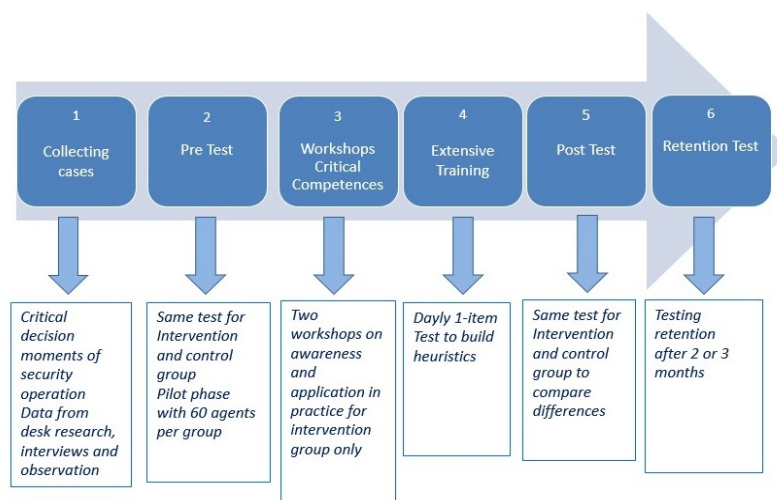 1
Collecting
cases
2
Pre Test
3
Workshops
Critical
Competences
4
Extensive
Training
5
Post Test
6
Retention Test
Critical
decision
moments of
security
operation
Data from
desk research,
interviews and
observation
Same test for
Intervention
and control
group
Pilot phase
with 60 agents
per group
Two
workshops on
awareness
and
application in
practice for
intervention
group only
Dayly 1-item
Test to build
heuristics
Same test for
Intervention
and control
group to
compare
differences
Testing
retention
after 2 or 3
months